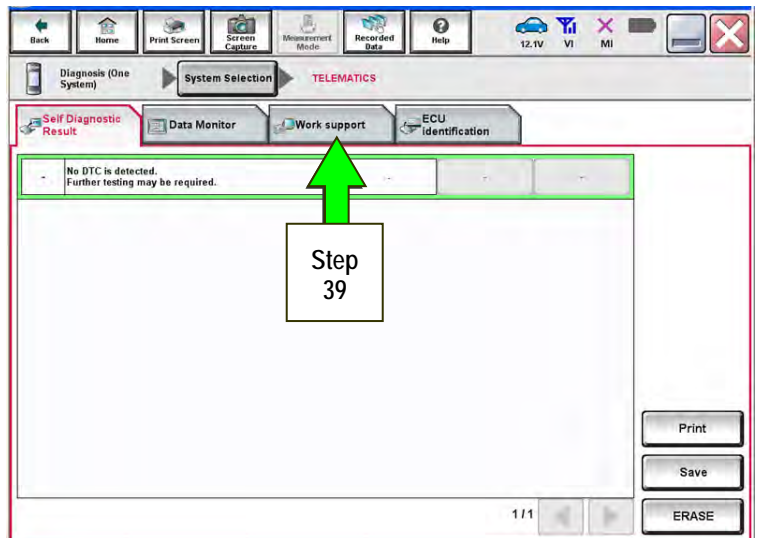 Back
Home
Print Screen
Screen
Capture
Measurement
Mode
Recorded
Data
Help
12.1V
VI
MI
Diagnosis (One
System)
System Selection
TELEMATICS
Self Diagnostic
Result
Data Monitor
Work support
ECU
identification
-
No DTC is detected.
Further testing may be required.
-
-
-
Step
39
Print
Save
1/1
ERASE